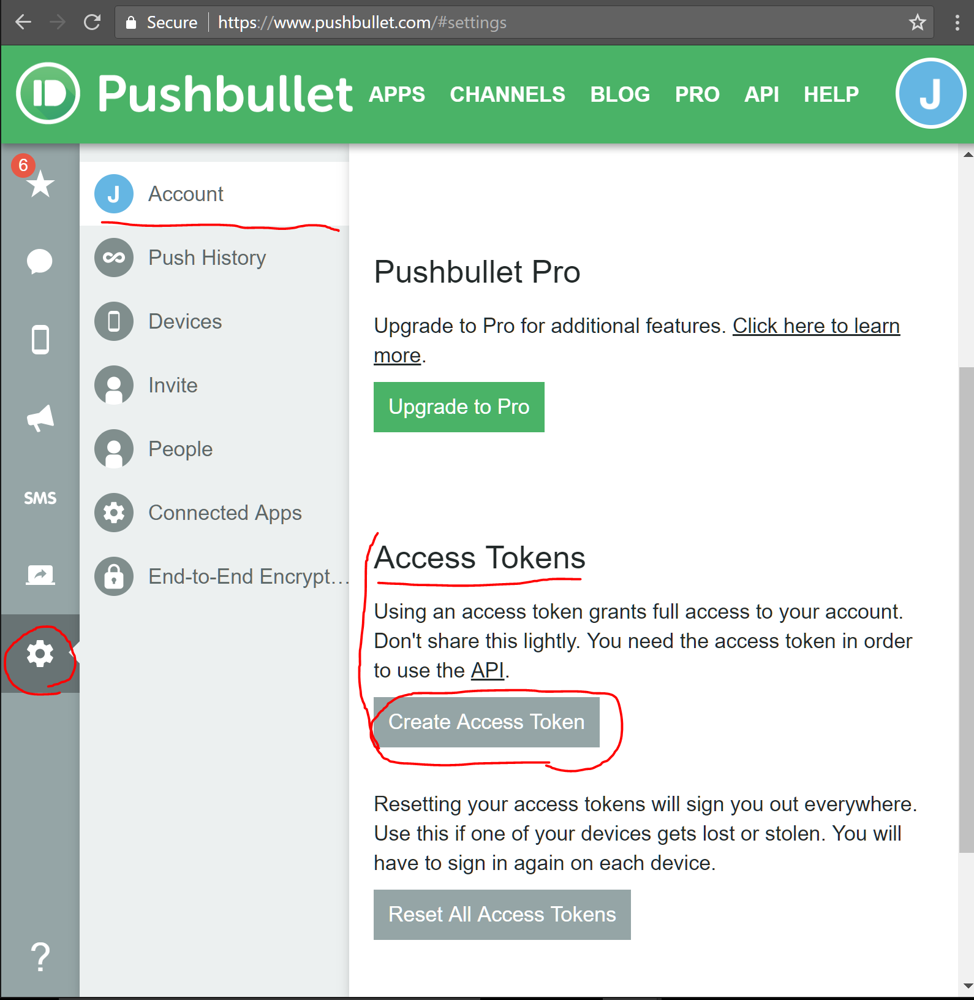 Secure https://www.pushbullet.com/#settings
Pushbullet APPS CHANNELS BLOG PRO API HELP J
6
SMS
?
J Account
Push History
Devices
Invite
People
Connected Apps
End-to-End Encrypt...
Pushbullet Pro
Upgrade to Pro for additional features. Click here to learn
more.
Upgrade to Pro
Access Tokens
Using an access token grants full access to your account.
Don't share this lightly. You need the access token in order
to use the API.
Create Access Token
Resetting your access tokens will sign you out everywhere.
Use this if one of your devices gets lost or stolen. You will
have to sign in again on each device.
Reset All Access Tokens